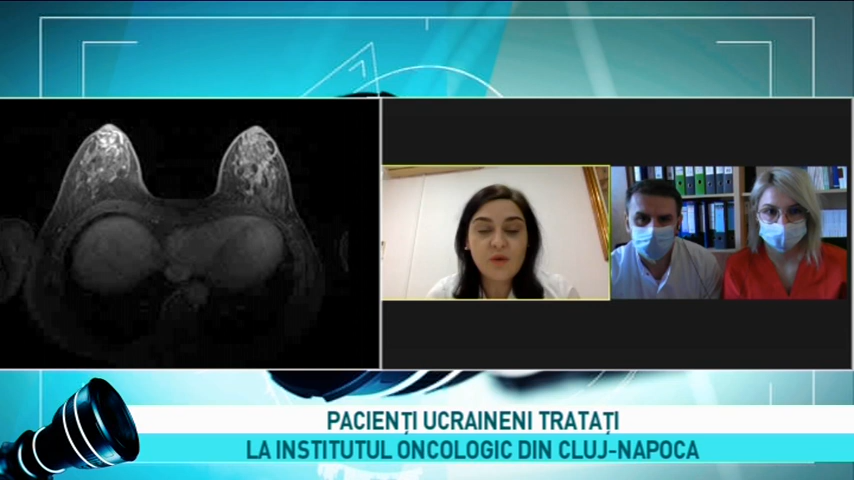 PACIENȚI UCRAINENI TRATAȚI
LA INSTITUTUL ONCOLOGIC DIN CLUJ-NAPOCA